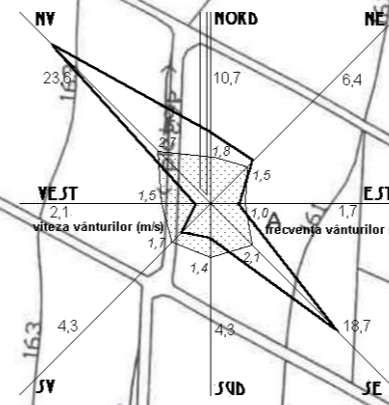 NV NORD NE
23,6 10,7 6,4
2,7 1,8 1,5
VEST 1,5 1,0 A EST
2,1 1,7
viteza vânturilor (m/s) frecvența vânturilor
1,7 1,4 2,1
4,3 4,3 18,7
163
SV SUD SE